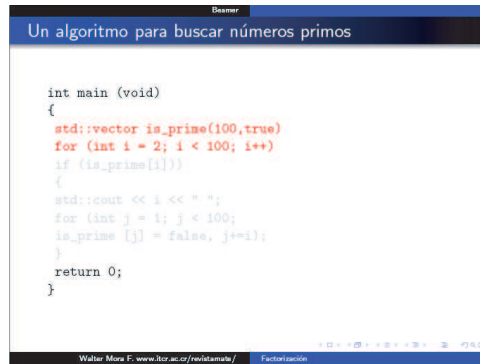 Beamer
Un algoritmo para buscar números primos
int main (void)
{
std::vector is_prime(100,true)
for (int i = 2; i < 100; i++)
if (is_prime[i]))
{
std::cout << i << " ";
for (int j = 1; j < 100;
is_prime [j] = false, j+=i);
}
return 0;
}
Walter Mora F. www.itcr.ac.cr/revistamate/ Factorización